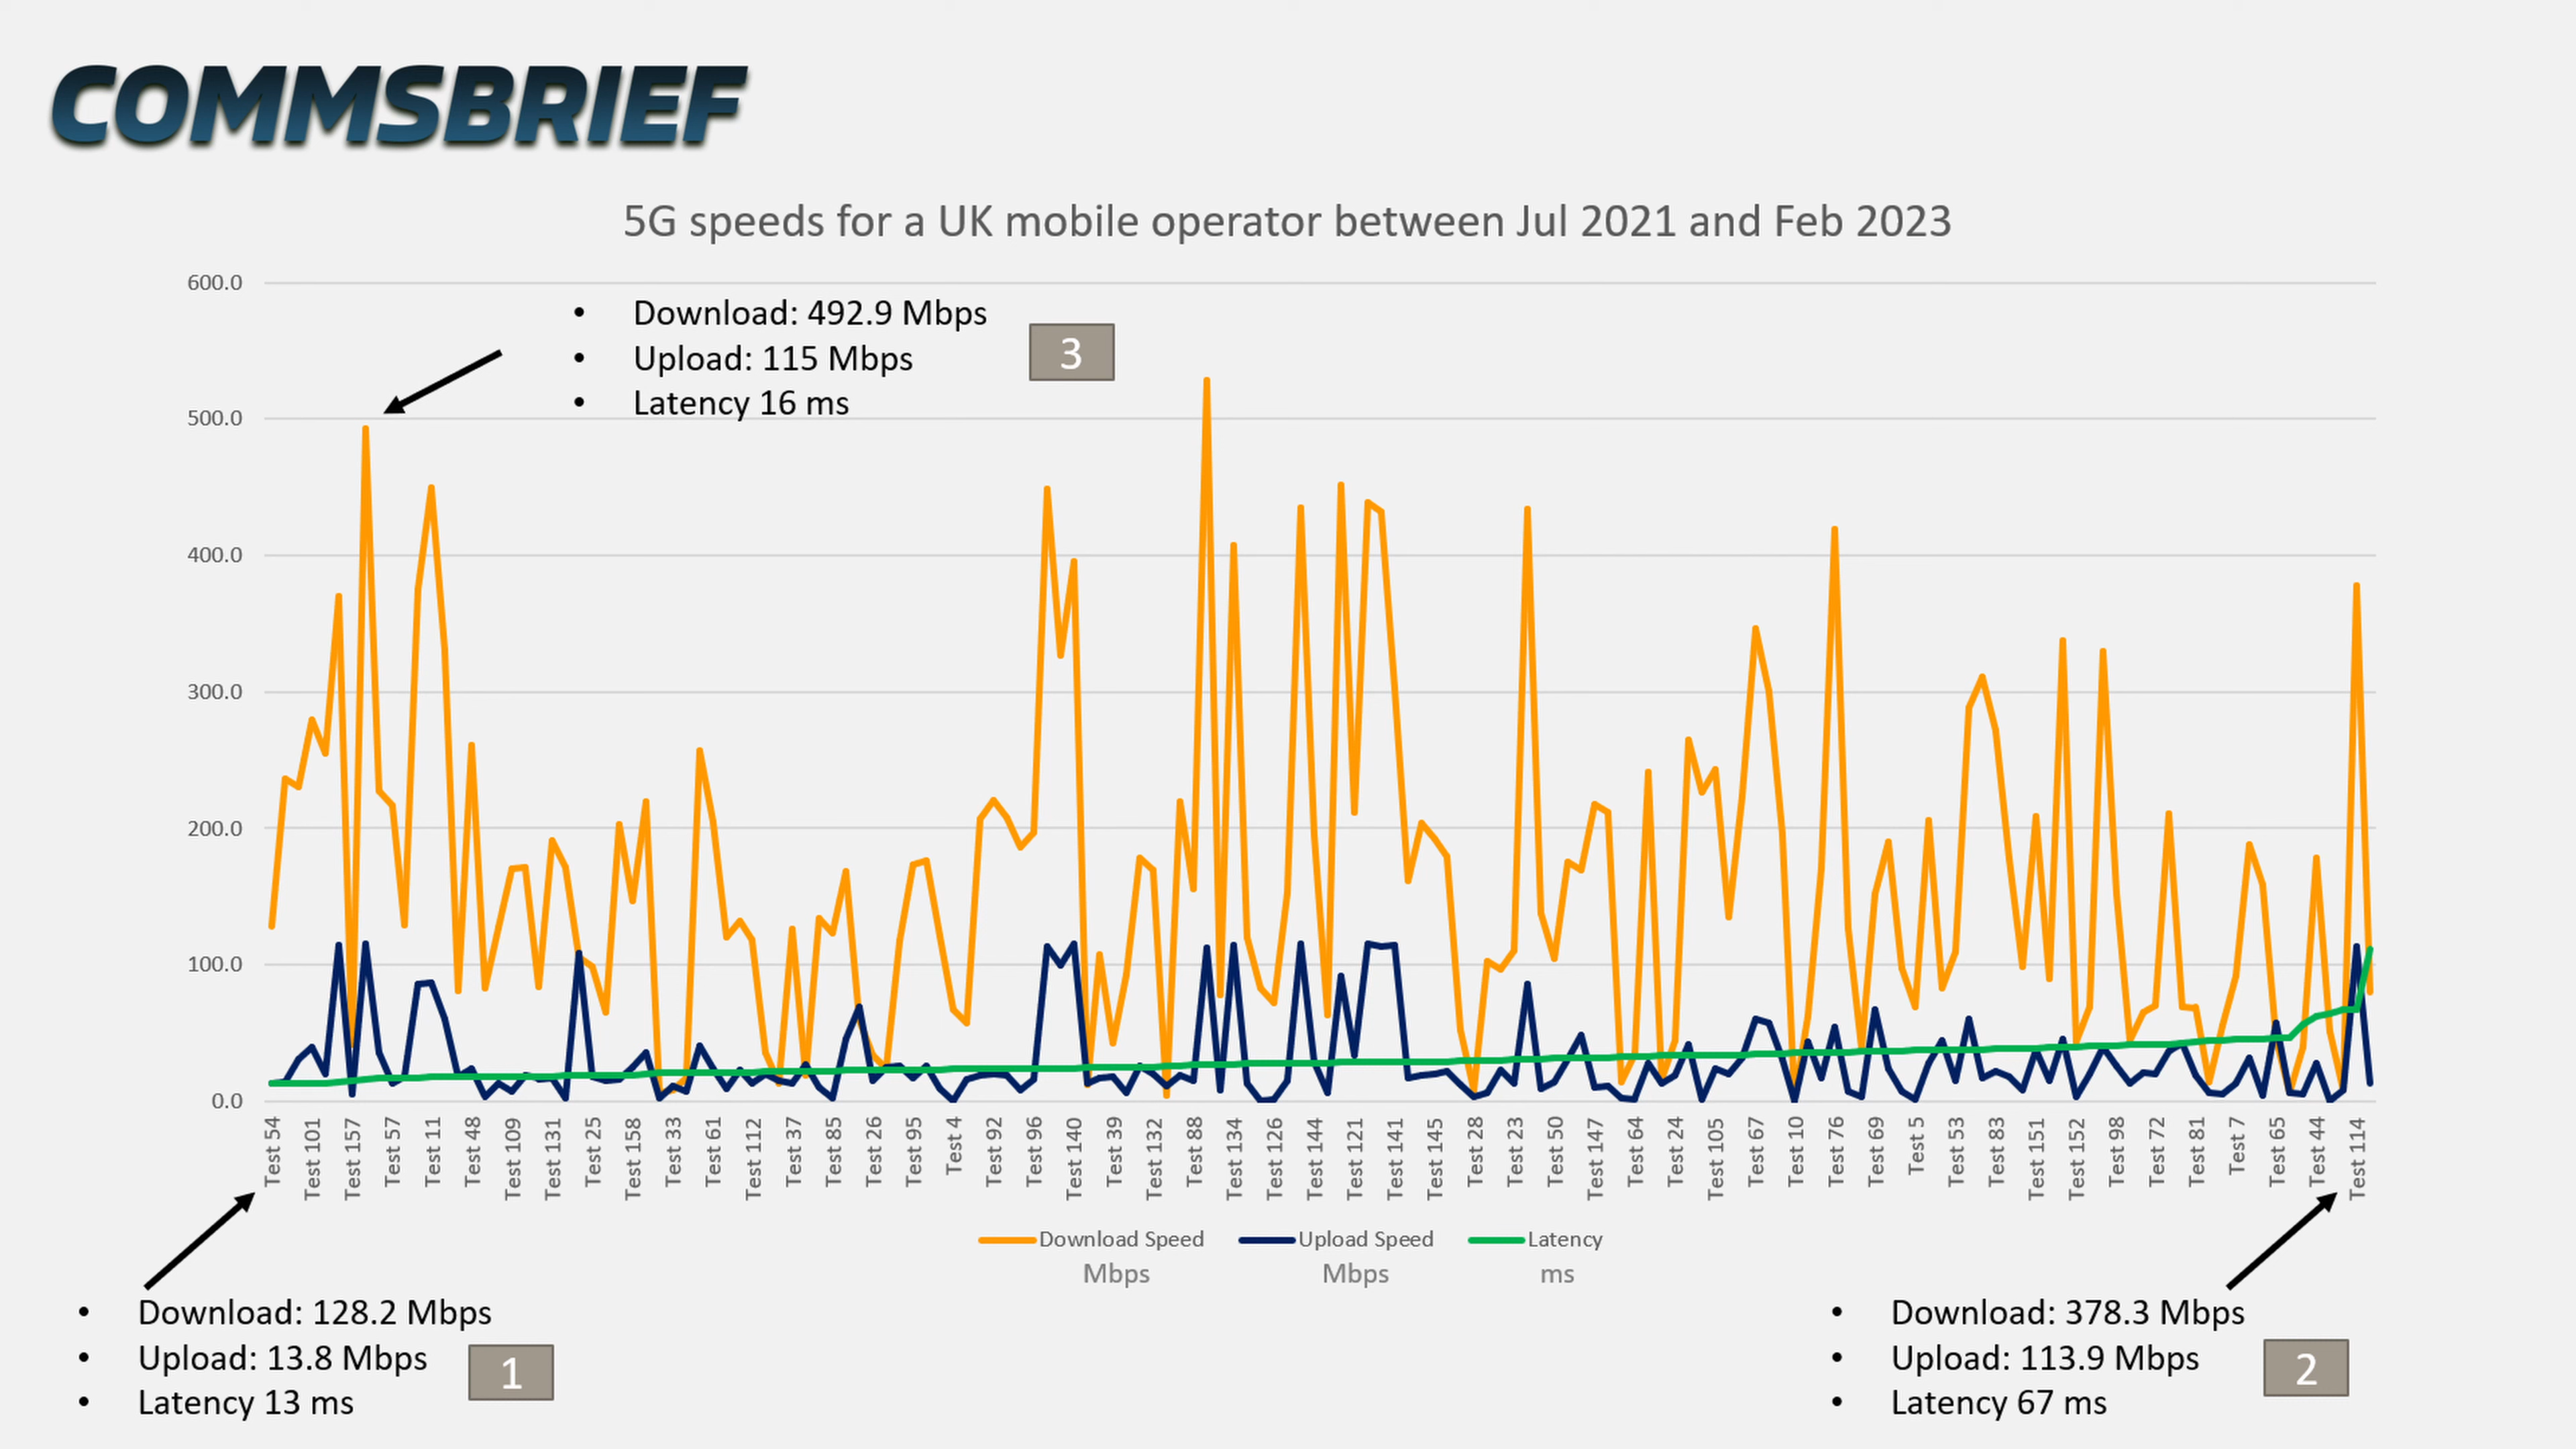 COMMSBRIEF
5G speeds for a UK mobile operator between Jul 2021 and Feb 2023
600.0
500.0
400.0
300.0
200.0
100.0
0.0
• Download: 492.9 Mbps
• Upload: 115 Mbps
• Latency 16 ms
3
Test 54
Test 101
Test 157
Test 57
Test 11
Test 48
Test 109
Test 131
Test 25
Test 158
Test 33
Test 61
Test 112
Test 37
Test 85
Test 26
Test 95
Test 4
Test 92
Test 96
Test 140
Test 39
Test 132
Test 88
Test 134
Test 126
Test 144
Test 121
Test 141
Test 145
Test 28
Test 23
Test 50
Test 147
Test 64
Test 24
Test 105
Test 67
Test 10
Test 76
Test 69
Test 5
Test 53
Test 83
Test 151
Test 152
Test 98
Test 72
Test 81
Test 7
Test 65
Test 44
Test 114
Download Speed Upload Speed Latency
Mbps Mbps ms
• Download: 128.2 Mbps
• Upload: 13.8 Mbps
• Latency 13 ms
1
• Download: 378.3 Mbps
• Upload: 113.9 Mbps
• Latency 67 ms
2